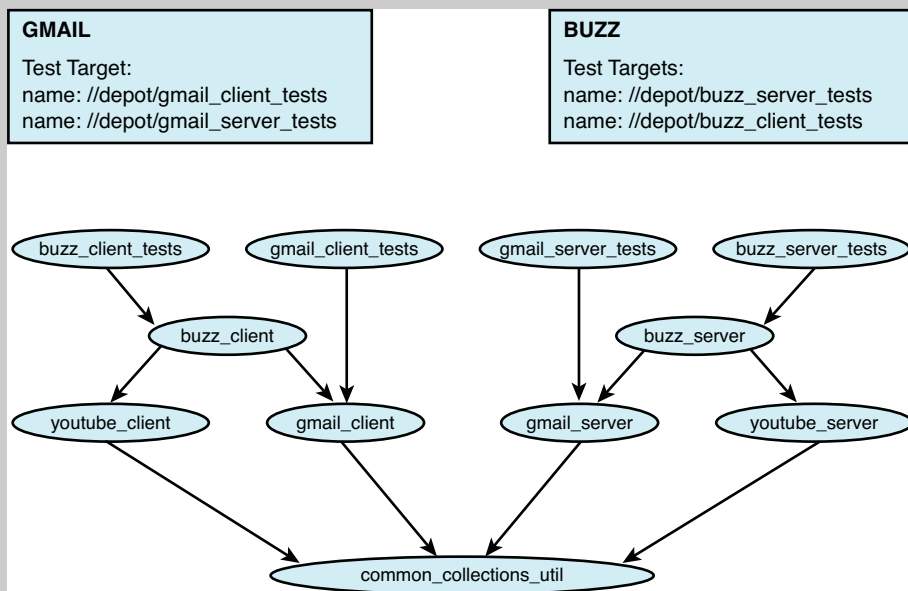 GMAIL
Test Target:
name: //depot/gmail_client_tests
name: //depot/gmail_server_tests
BUZZ
Test Targets:
name: //depot/buzz_server_tests
name: //depot/buzz_client_tests
buzz_client_tests
gmail_client_tests
gmail_server_tests
buzz_server_tests
buzz_client
buzz_server
youtube_client
gmail_client
gmail_server
youtube_server
common_collections_util